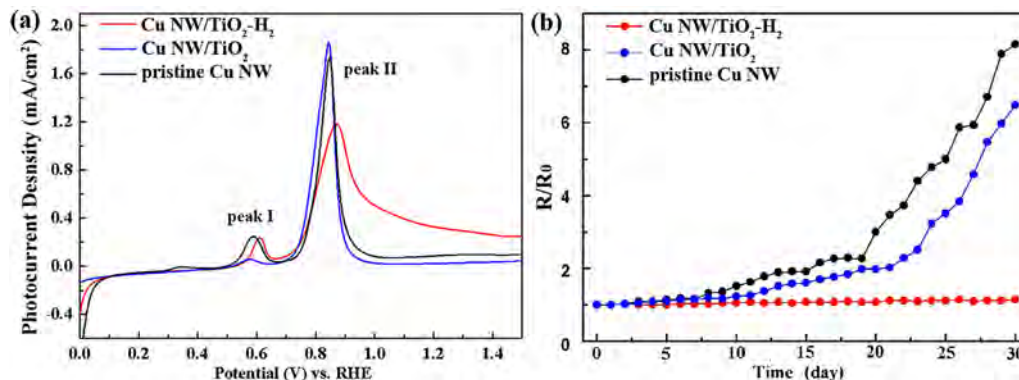 (a)
Cu NW/TiO₂-H₂
Cu NW/TiO₂
pristine Cu NW
peak I
peak II
Photocurrent Desnsity (mA/cm²)
2.0
1.6
1.2
0.8
0.4
0.0
-0.4
0.0 0.2 0.4 0.6 0.8 1.0 1.2 1.4
Potential (V) vs. RHE
(b)
Cu NW/TiO₂-H₂
Cu NW/TiO₂
pristine Cu NW
R/R0
8
6
4
2
0
0 5 10 15 20 25 30
Time (day)